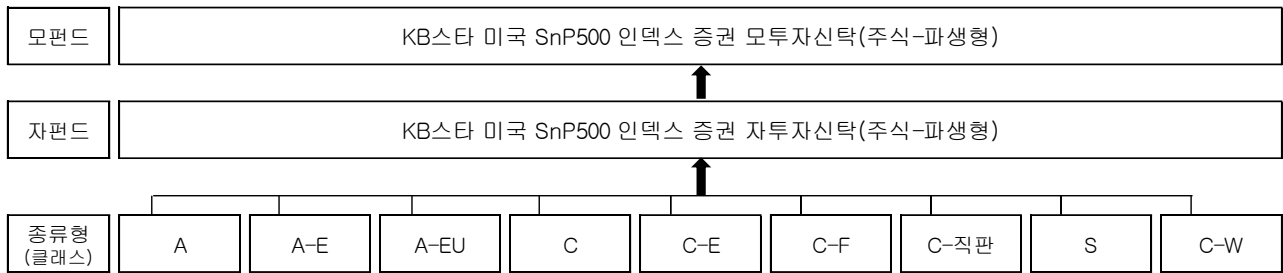 모펀드
KB스타 미국 SnP500 인덱스 증권 모투자신탁(주식-파생형)
자펀드
KB스타 미국 SnP500 인덱스 증권 자투자신탁(주식-파생형)
종류형
(클래스)
A
A-E
A-EU
C
C-E
C-F
C-직판
S
C-W